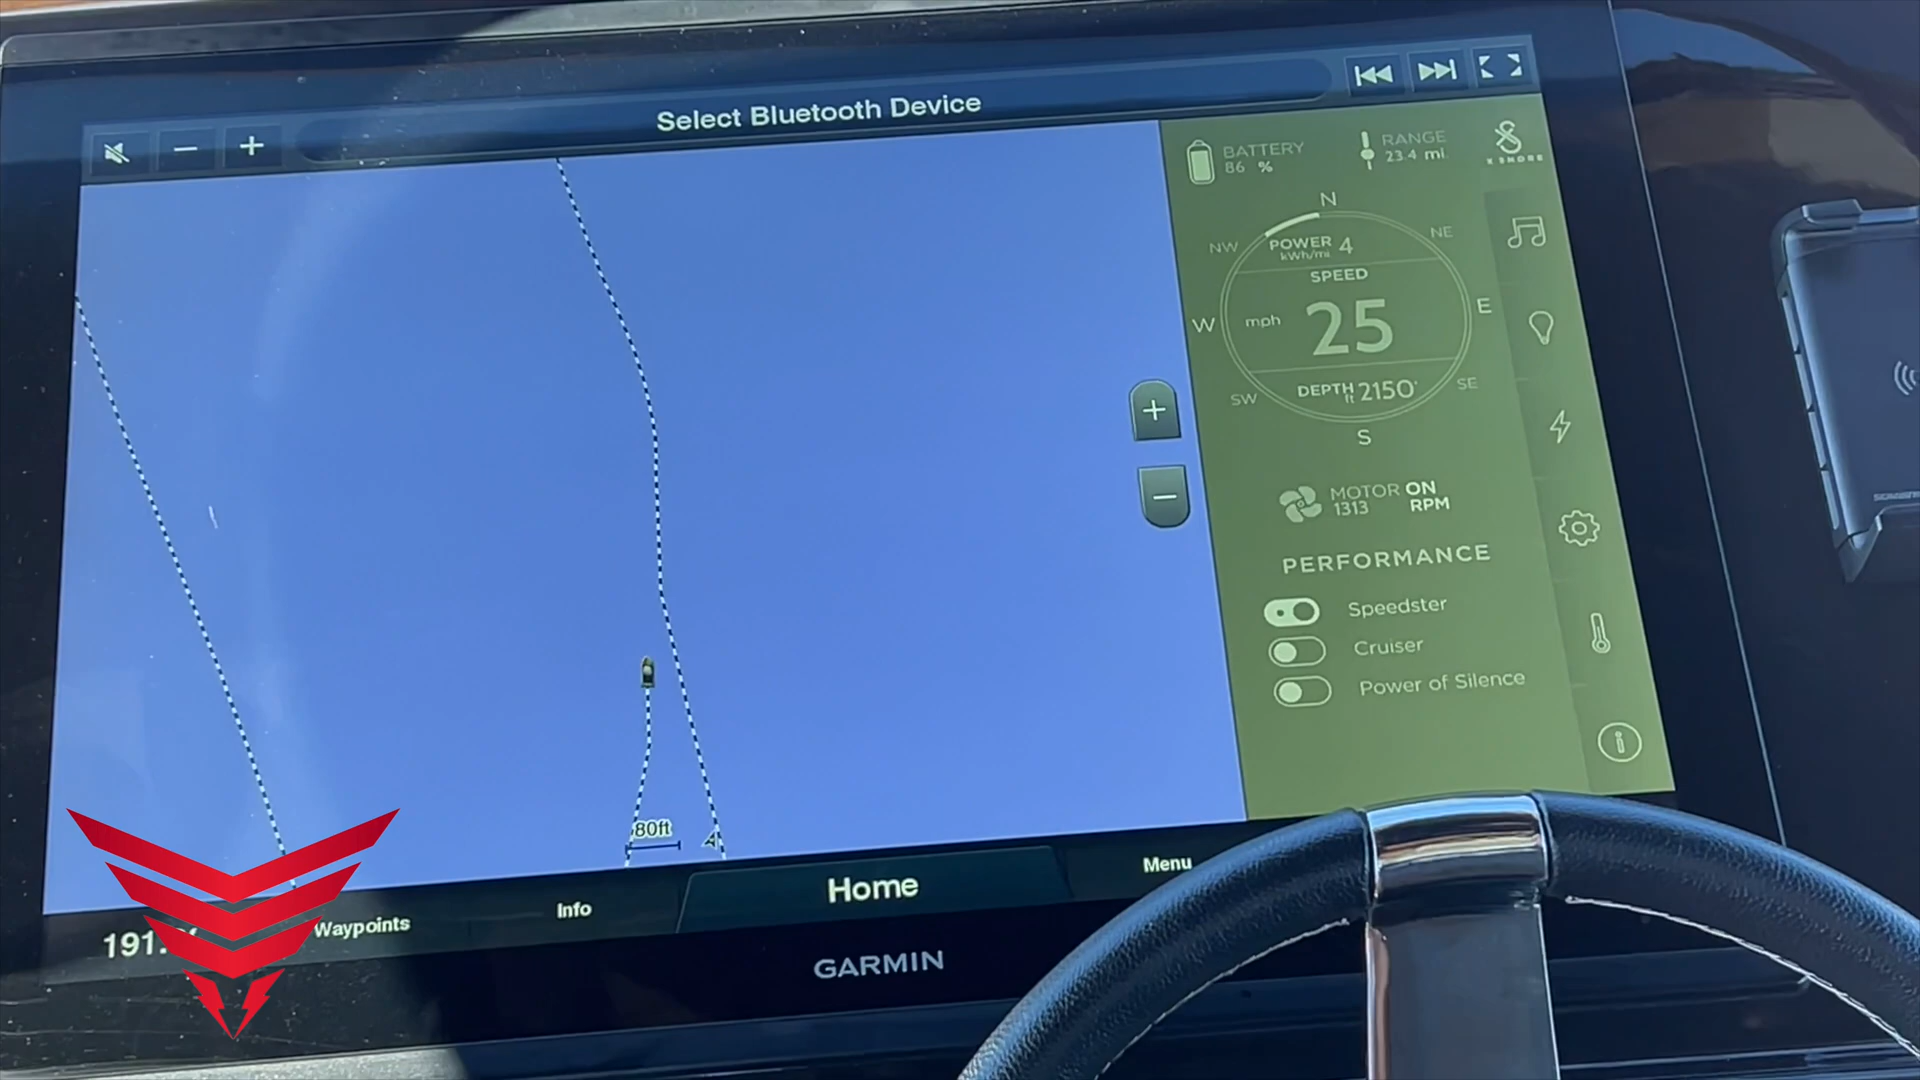 Select Bluetooth Device
BATTERY
86 %
RANGE
23.4 mi.
X SHORE
N
NW
NE
POWER 4
kWh/mi
SPEED
W
mph
25
E
DEPTH ft 2150'
SW
SE
S
MOTOR ON
1313 RPM
PERFORMANCE
Speedster
Cruiser
Power of Silence
80ft
Waypoints
Info
Home
Menu
GARMIN